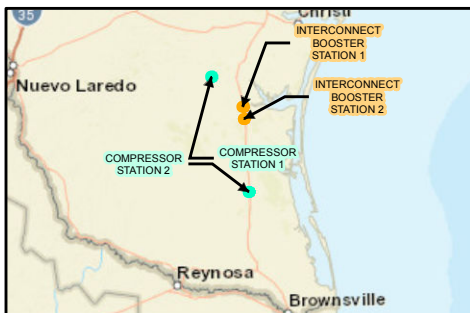 Christi
35
INTERCONNECT
BOOSTER
STATION 1
Nuevo Laredo
INTERCONNECT
BOOSTER
STATION 2
COMPRESSOR
STATION 2
COMPRESSOR
STATION 1
Reynosa
Brownsville